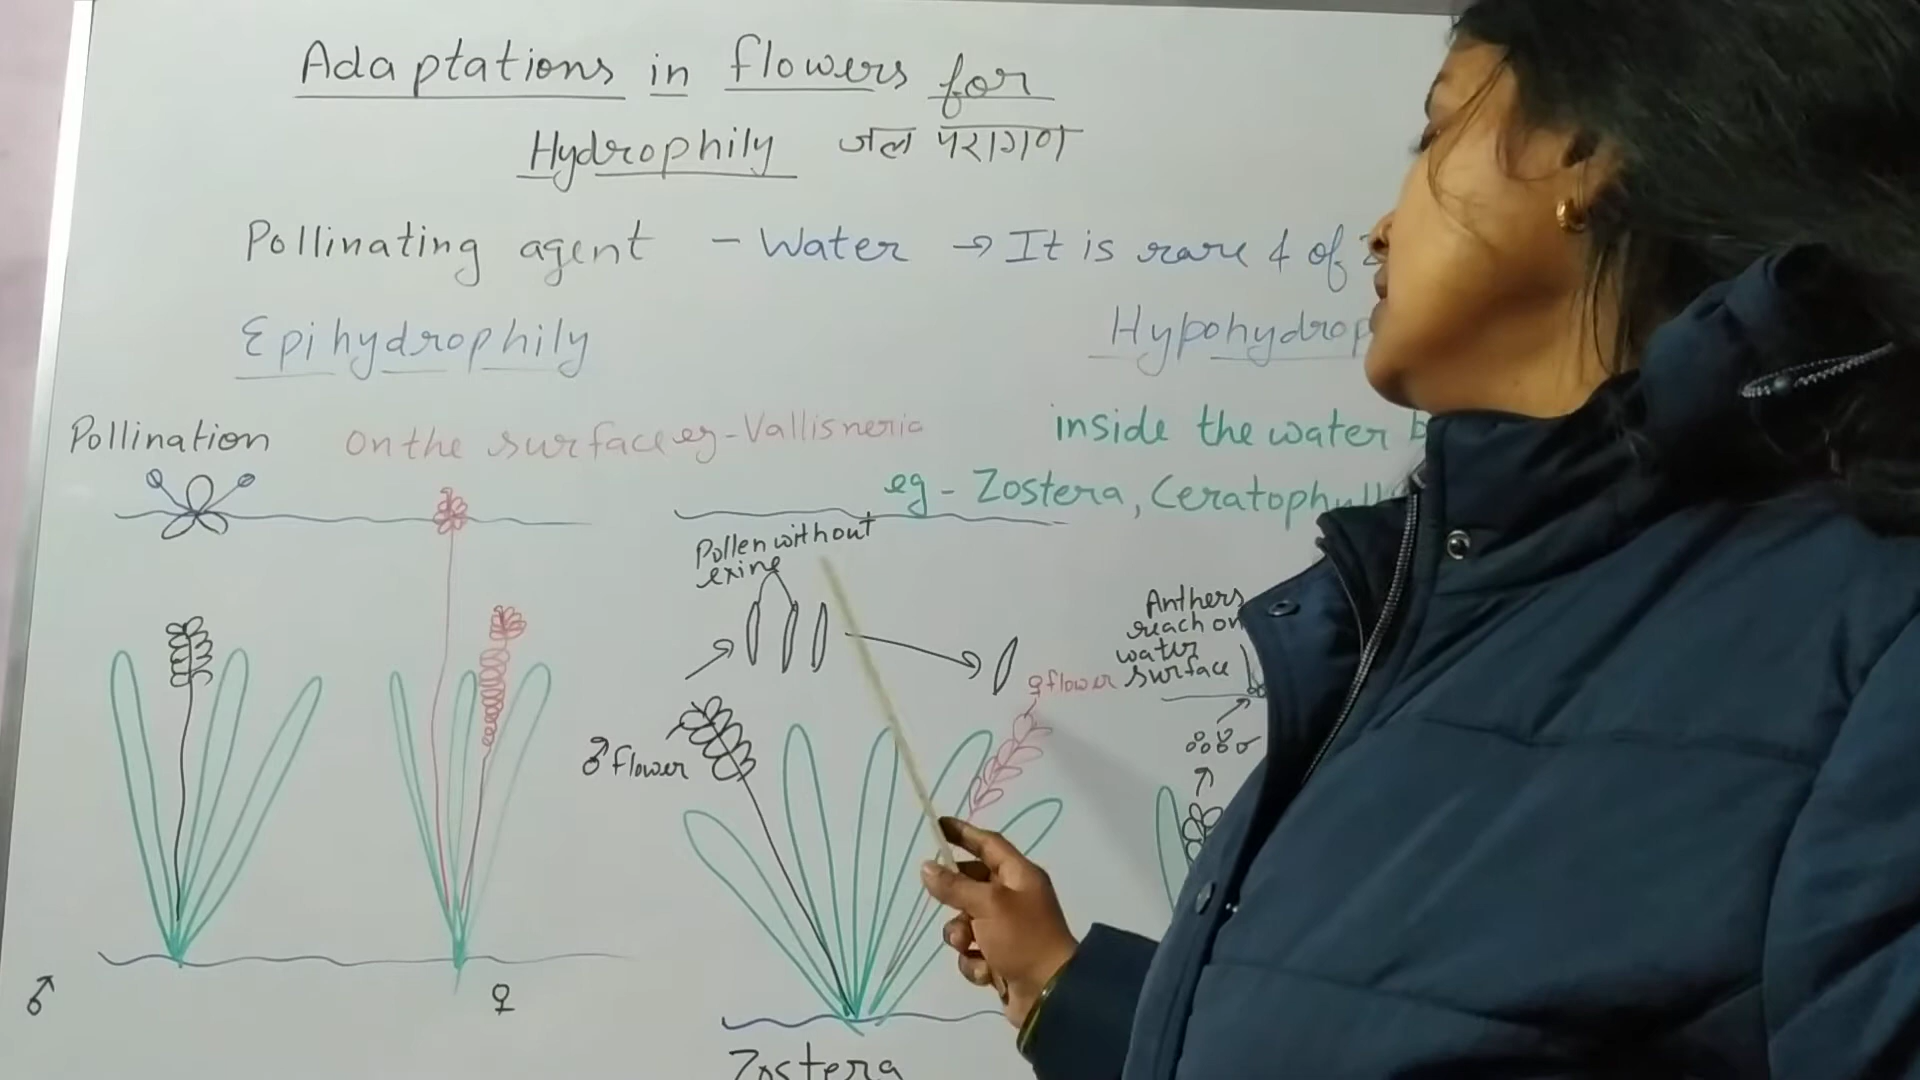 Adaptations in flowers for
Hydrophily जल परागण
Pollinating agent - Water → It is rare & of
Epihydrophily
Hypohydrop
Pollination on the surface eg - Vallisneria
inside the water
eg - Zostera, Ceratophyll
Pollen without
exine
Anthers
reach on
water
surface
♀ flower
♂ flower
♂
♀
Zostera